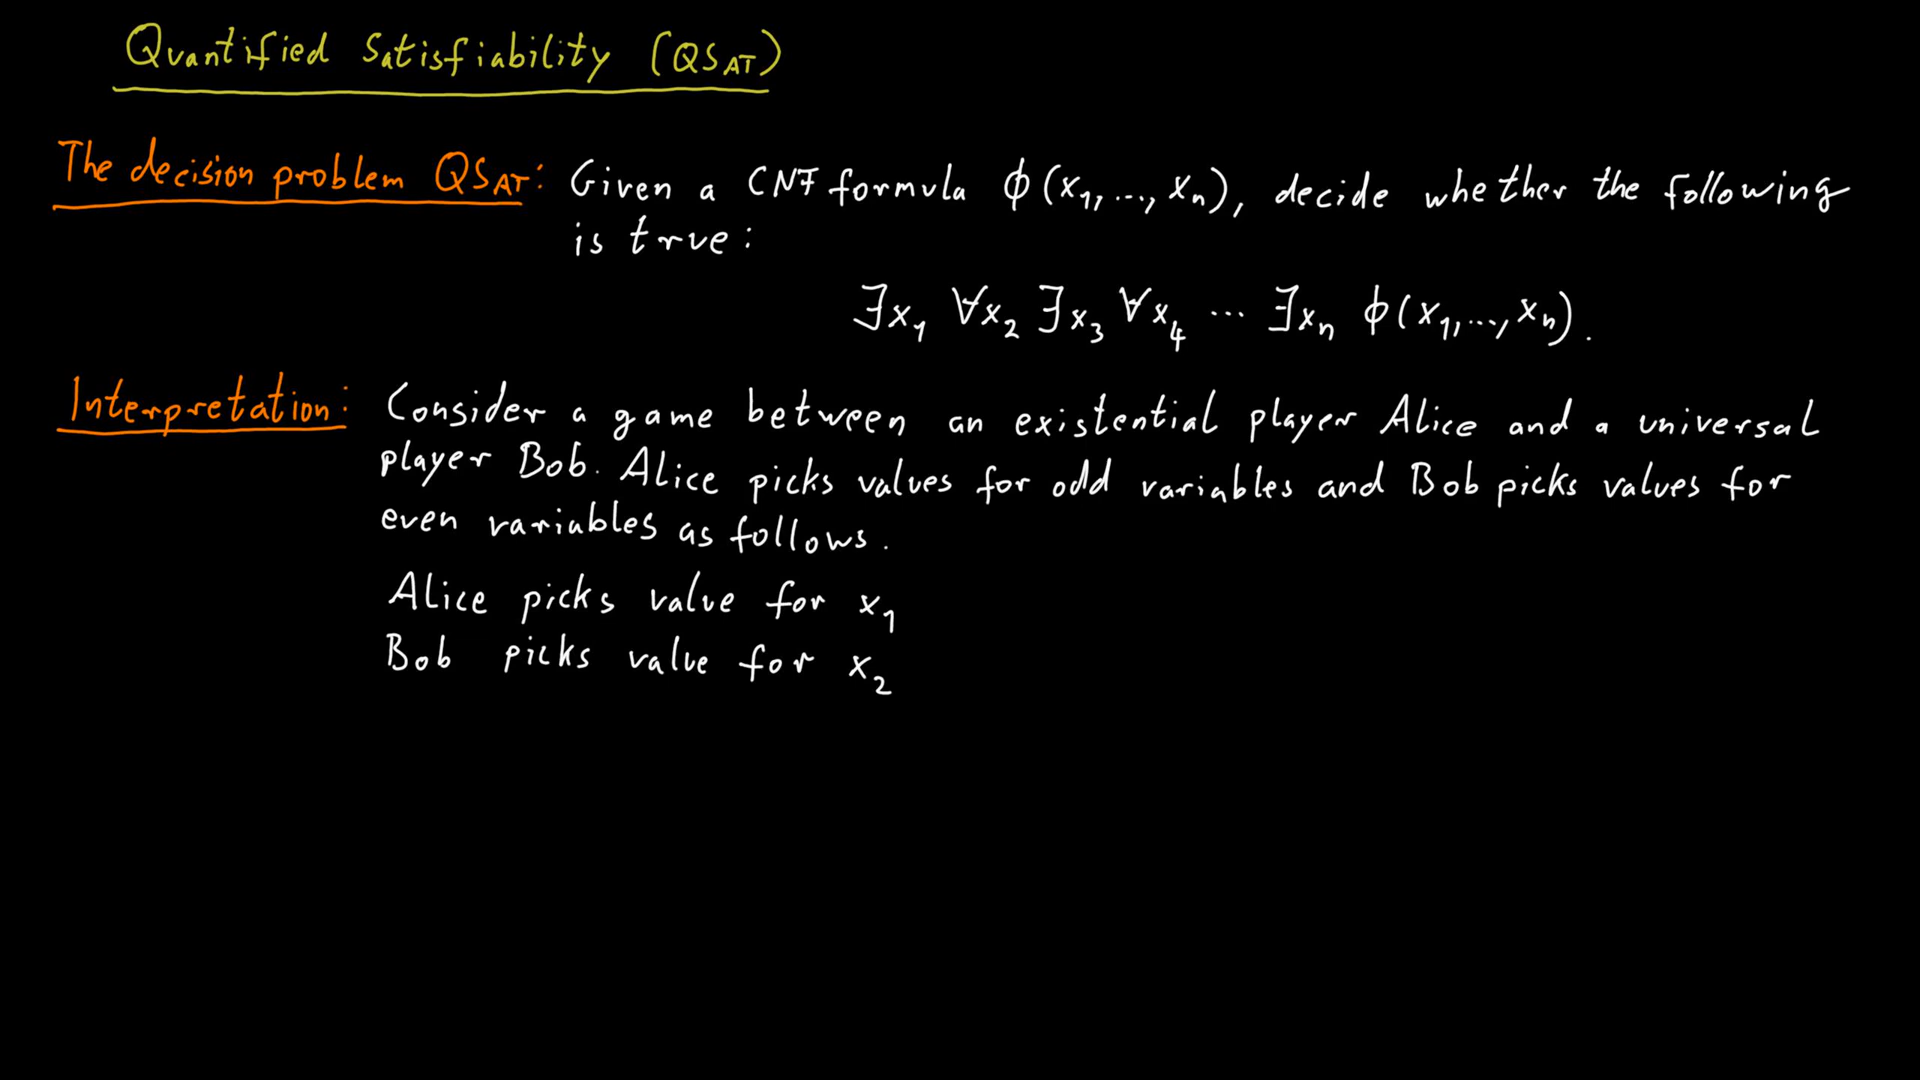 Quantified Satisfiability (QSAT)
The decision problem QSAT: Given a CNF formula ϕ(x₁, ..., xₙ), decide whether the following
is true:
∃x₁ ∀x₂ ∃x₃ ∀x₄ ... ∃xₙ ϕ(x₁, ..., xₙ).
Interpretation: Consider a game between an existential player Alice and a universal
player Bob. Alice picks values for odd variables and Bob picks values for
even variables as follows.
Alice picks value for x₁
Bob picks value for x₂